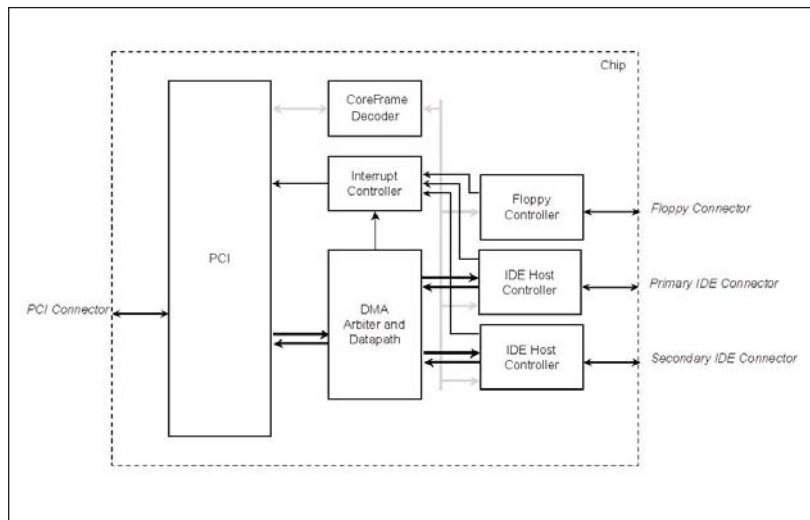 Chip
CoreFrame
Decoder
Interrupt
Controller
Floppy
Controller
Floppy Connector
PCI
IDE Host
Controller
Primary IDE Connector
DMA
Arbiter and
Datapath
PCI Connector
IDE Host
Controller
Secondary IDE Connector